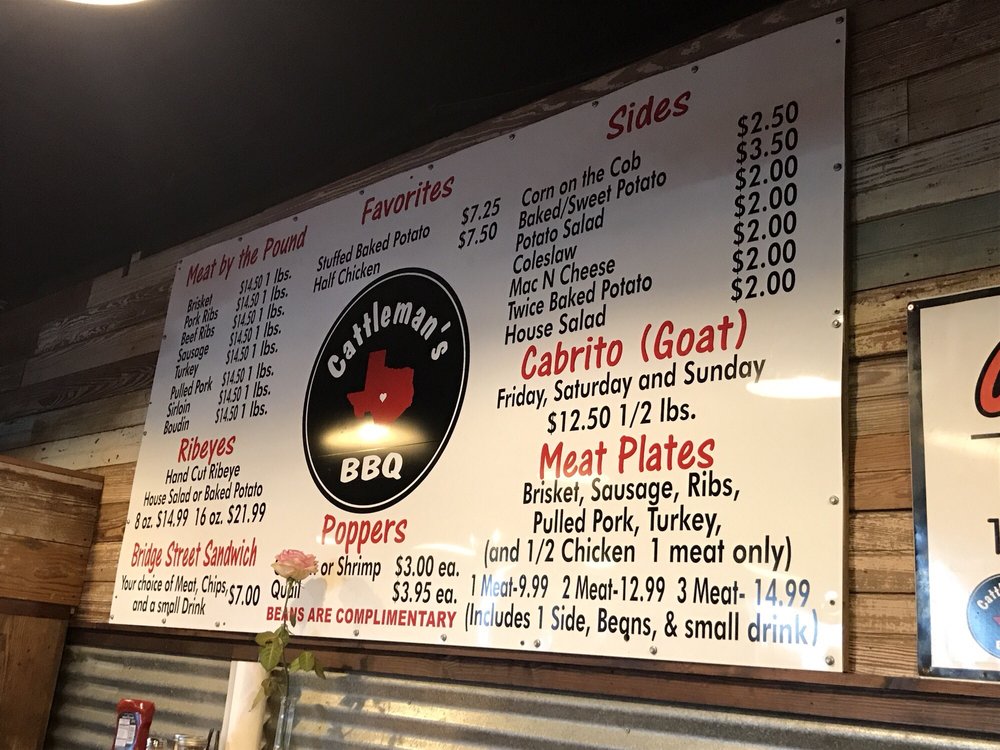 Meat by the Pound
Brisket $14.50 1 lbs.
Pork Ribs $14.50 1 lbs.
Beef Ribs $14.50 1 lbs.
Sausage $14.50 1 lbs.
Turkey
Pulled Pork $14.50 1 lbs.
Sirloin $14.50 1 lbs.
Boudin $14.50 1 lbs.
Ribeyes
Hand Cut Ribeye
House Salad or Baked Potato
8 oz. $14.99 16 oz. $21.99
Bridge Street Sandwich
Your choice of Meat, Chips, $7.00
and a small Drink
Favorites
Stuffed Baked Potato $7.25
Half Chicken $7.50
Cattleman's
BBQ
Poppers
or Shrimp $3.00 ea.
Quail $3.95 ea.
BEANS ARE COMPLIMENTARY
Sides
Corn on the Cob $2.50
Baked/Sweet Potato $3.50
Potato Salad $2.00
Coleslaw $2.00
Mac N Cheese $2.00
Twice Baked Potato $2.00
House Salad $2.00
Cabrito (Goat)
Friday, Saturday and Sunday
$12.50 1/2 lbs.
Meat Plates
Brisket, Sausage, Ribs,
Pulled Pork, Turkey,
(and 1/2 Chicken 1 meat only)
1 Meat-9.99 2 Meat-12.99 3 Meat- 14.99
(Includes 1 Side, Beans, & small drink)